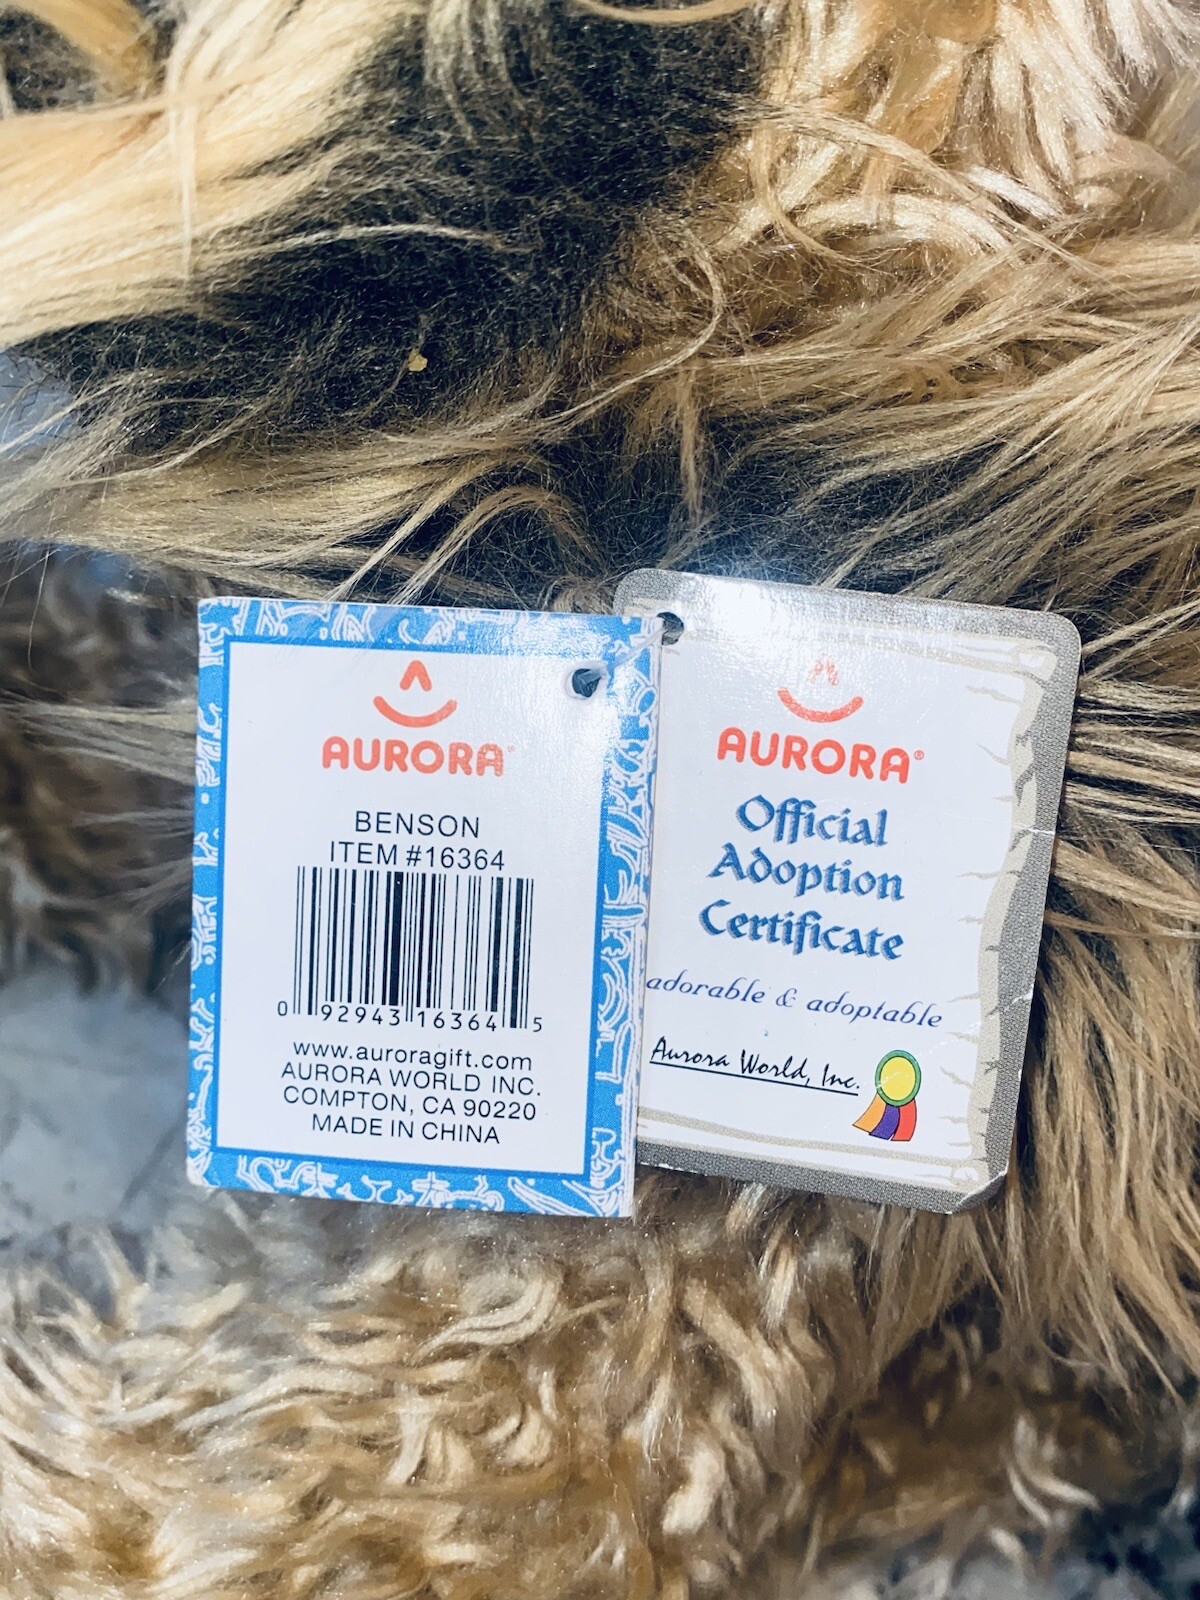 AURORA
BENSON
ITEM #16364
0 92943 16364 5
www.auroragift.com
AURORA WORLD INC.
COMPTON, CA 90220
MADE IN CHINA
AURORA®
Official
Adoption
Certificate
adorable & adoptable
Aurora World, Inc.